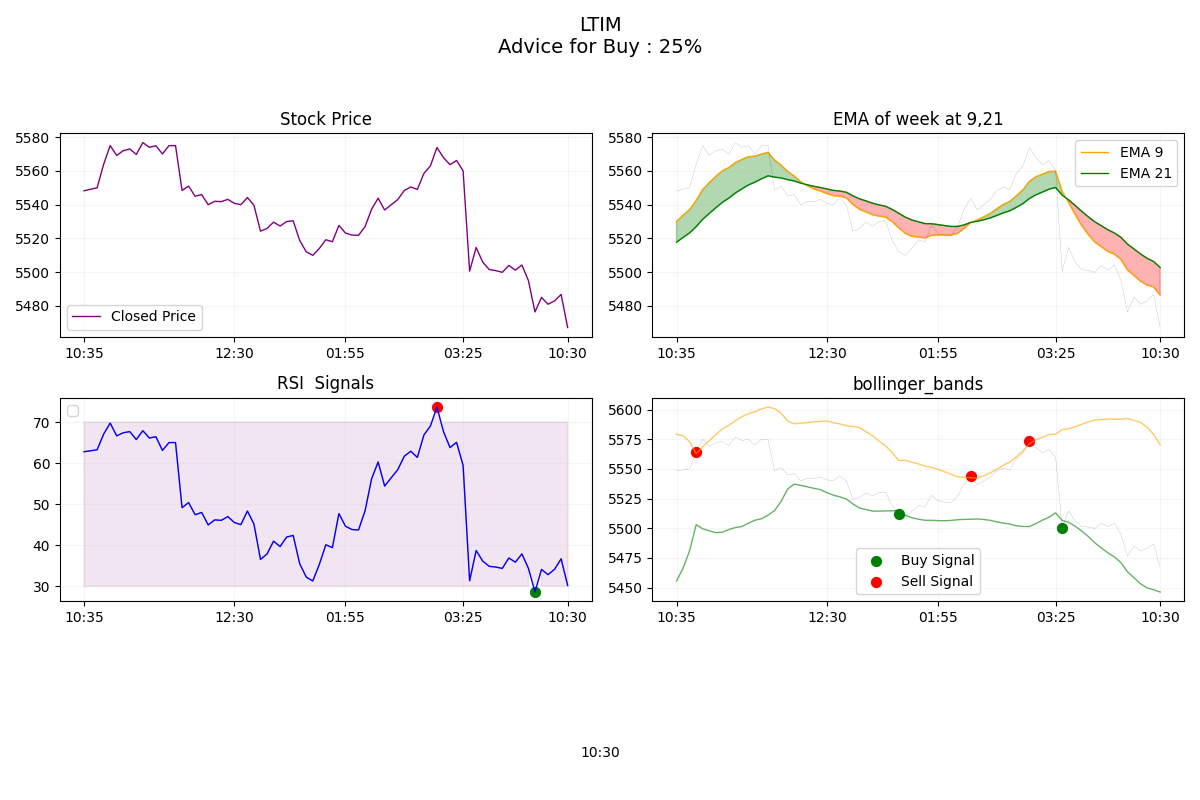 LTIM
Advice for Buy : 25%
Stock Price
5580
5560
5540
5520
5500
5480
Closed Price
10:35 12:30 01:55 03:25 10:30
EMA of week at 9,21
5580
5560
5540
5520
5500
5480
EMA 9
EMA 21
10:35 12:30 01:55 03:25 10:30
RSI  Signals
70
60
50
40
30
10:35 12:30 01:55 03:25 10:30
bollinger_bands
5600
5575
5550
5525
5500
5475
5450
Buy Signal
Sell Signal
10:35 12:30 01:55 03:25 10:30
10:30